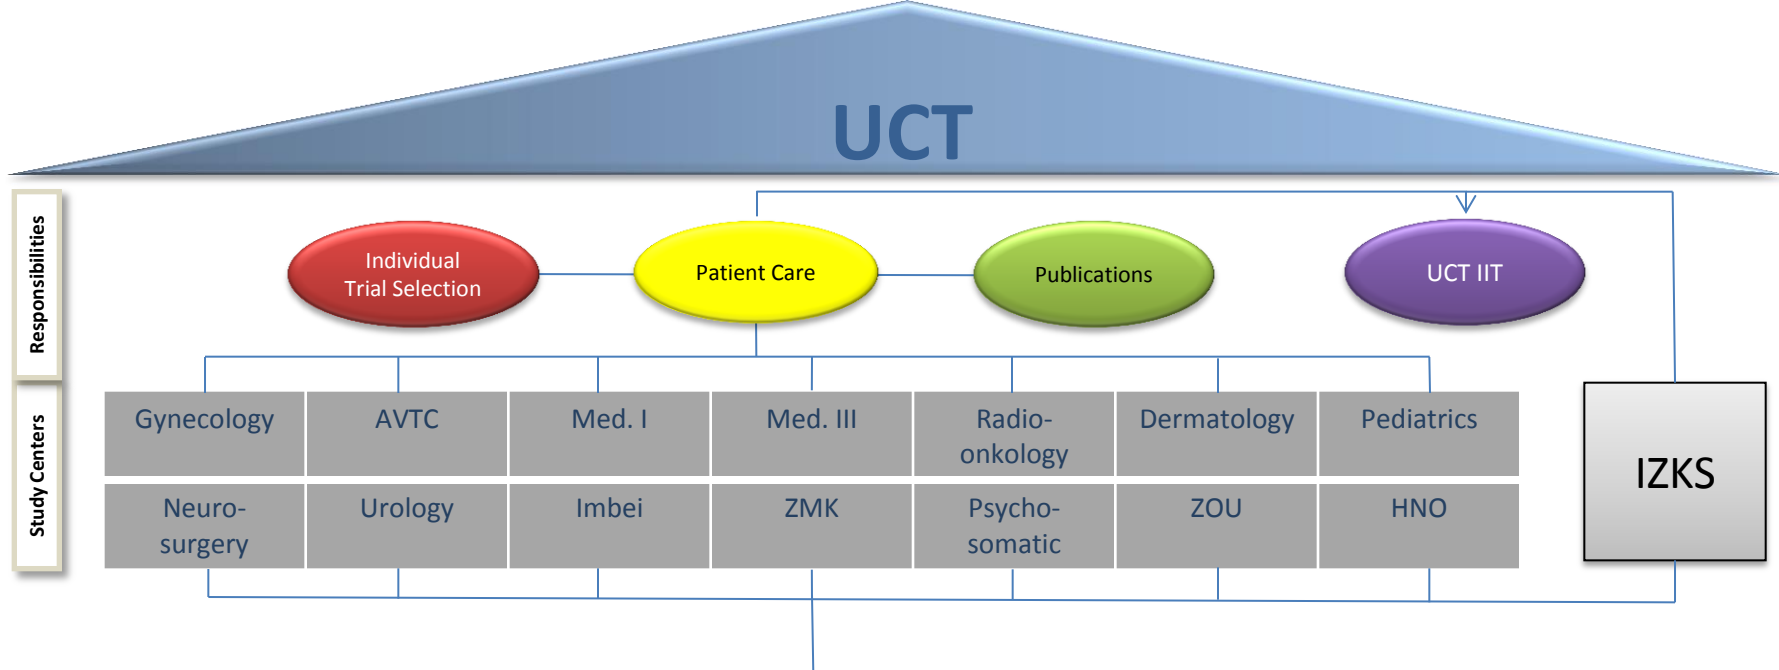 UCT
Responsibilities
Individual
Trial Selection
Patient Care
Publications
UCT IIT
Study Centers
Gynecology
AVTC
Med. I
Med. III
Radio-
onkology
Dermatology
Pediatrics
Neuro-
surgery
Urology
Imbei
ZMK
Psycho-
somatic
ZOU
HNO
IZKS